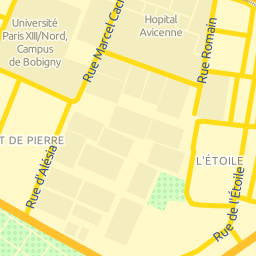 Université
Paris XIII/Nord,
Campus
de Bobigny
Hopital
Avicenne
Rue Marcel Cach
Rue Romain
T DE PIERRE
Rue d'Alésia
L'ÉTOILE
Rue de l'Étoile